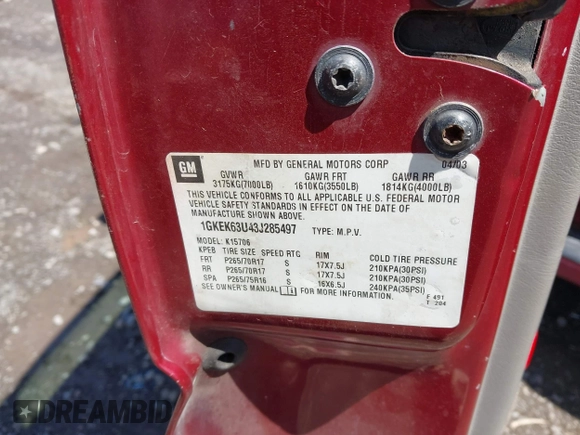 GM
MFD BY GENERAL MOTORS CORP 04/03
GVWR GAWR FRT GAWR RR
3175KG(7000LB) 1610KG(3550LB) 1814KG(4000LB)
THIS VEHICLE CONFORMS TO ALL APPLICABLE U.S. FEDERAL MOTOR
VEHICLE SAFETY STANDARDS IN EFFECT ON THE DATE OF
MANUFACTURE SHOWN ABOVE.
1GKEK63U43J285497 TYPE: M.P.V.
MODEL: K15706
KPEB TIRE SIZE SPEED RTG RIM COLD TIRE PRESSURE
FRT P265/70R17 S 17X7.5J 210KPA(30PSI)
RR P265/70R17 S 17X7.5J 210KPA(30PSI)
SPA P265/75R16 S 16X6.5J 240KPA(35PSI)
SEE OWNER'S MANUAL FOR MORE INFORMATION.
F 491
T 204
DREAMBID